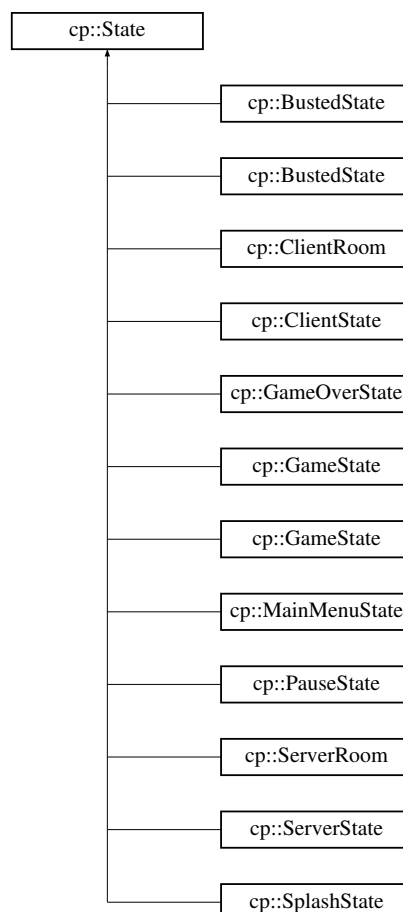 cp::State
cp::BustedState
cp::BustedState
cp::ClientRoom
cp::ClientState
cp::GameOverState
cp::GameState
cp::GameState
cp::MainMenuState
cp::PauseState
cp::ServerRoom
cp::ServerState
cp::SplashState